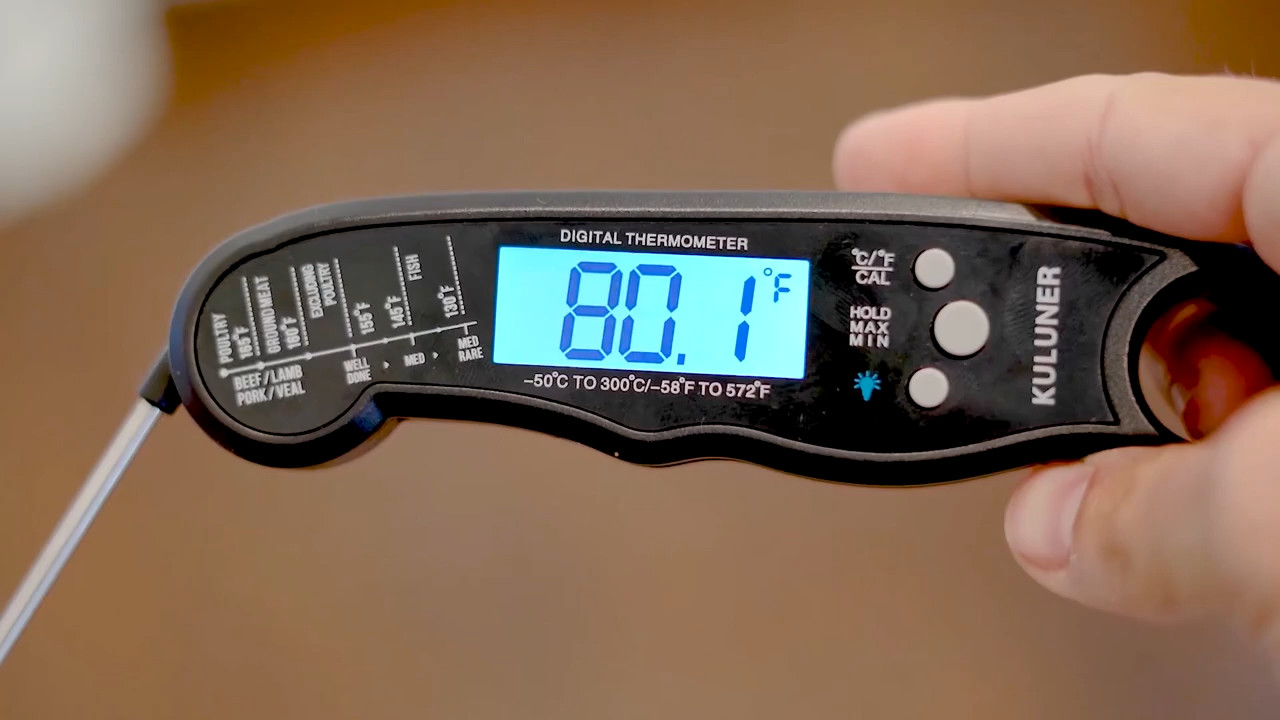 DIGITAL THERMOMETER
80.1°F
–50°C TO 300°C/–58°F TO 572°F
°C/°F
CAL
HOLD
MAX
MIN
KULUNER
POULTRY
165°F
GROUND MEAT
160°F
EXCLUDING
POULTRY
155°F
145°F
FISH
130°F
BEEF/LAMB
PORK/VEAL
WELL
DONE
MED
MED
RARE